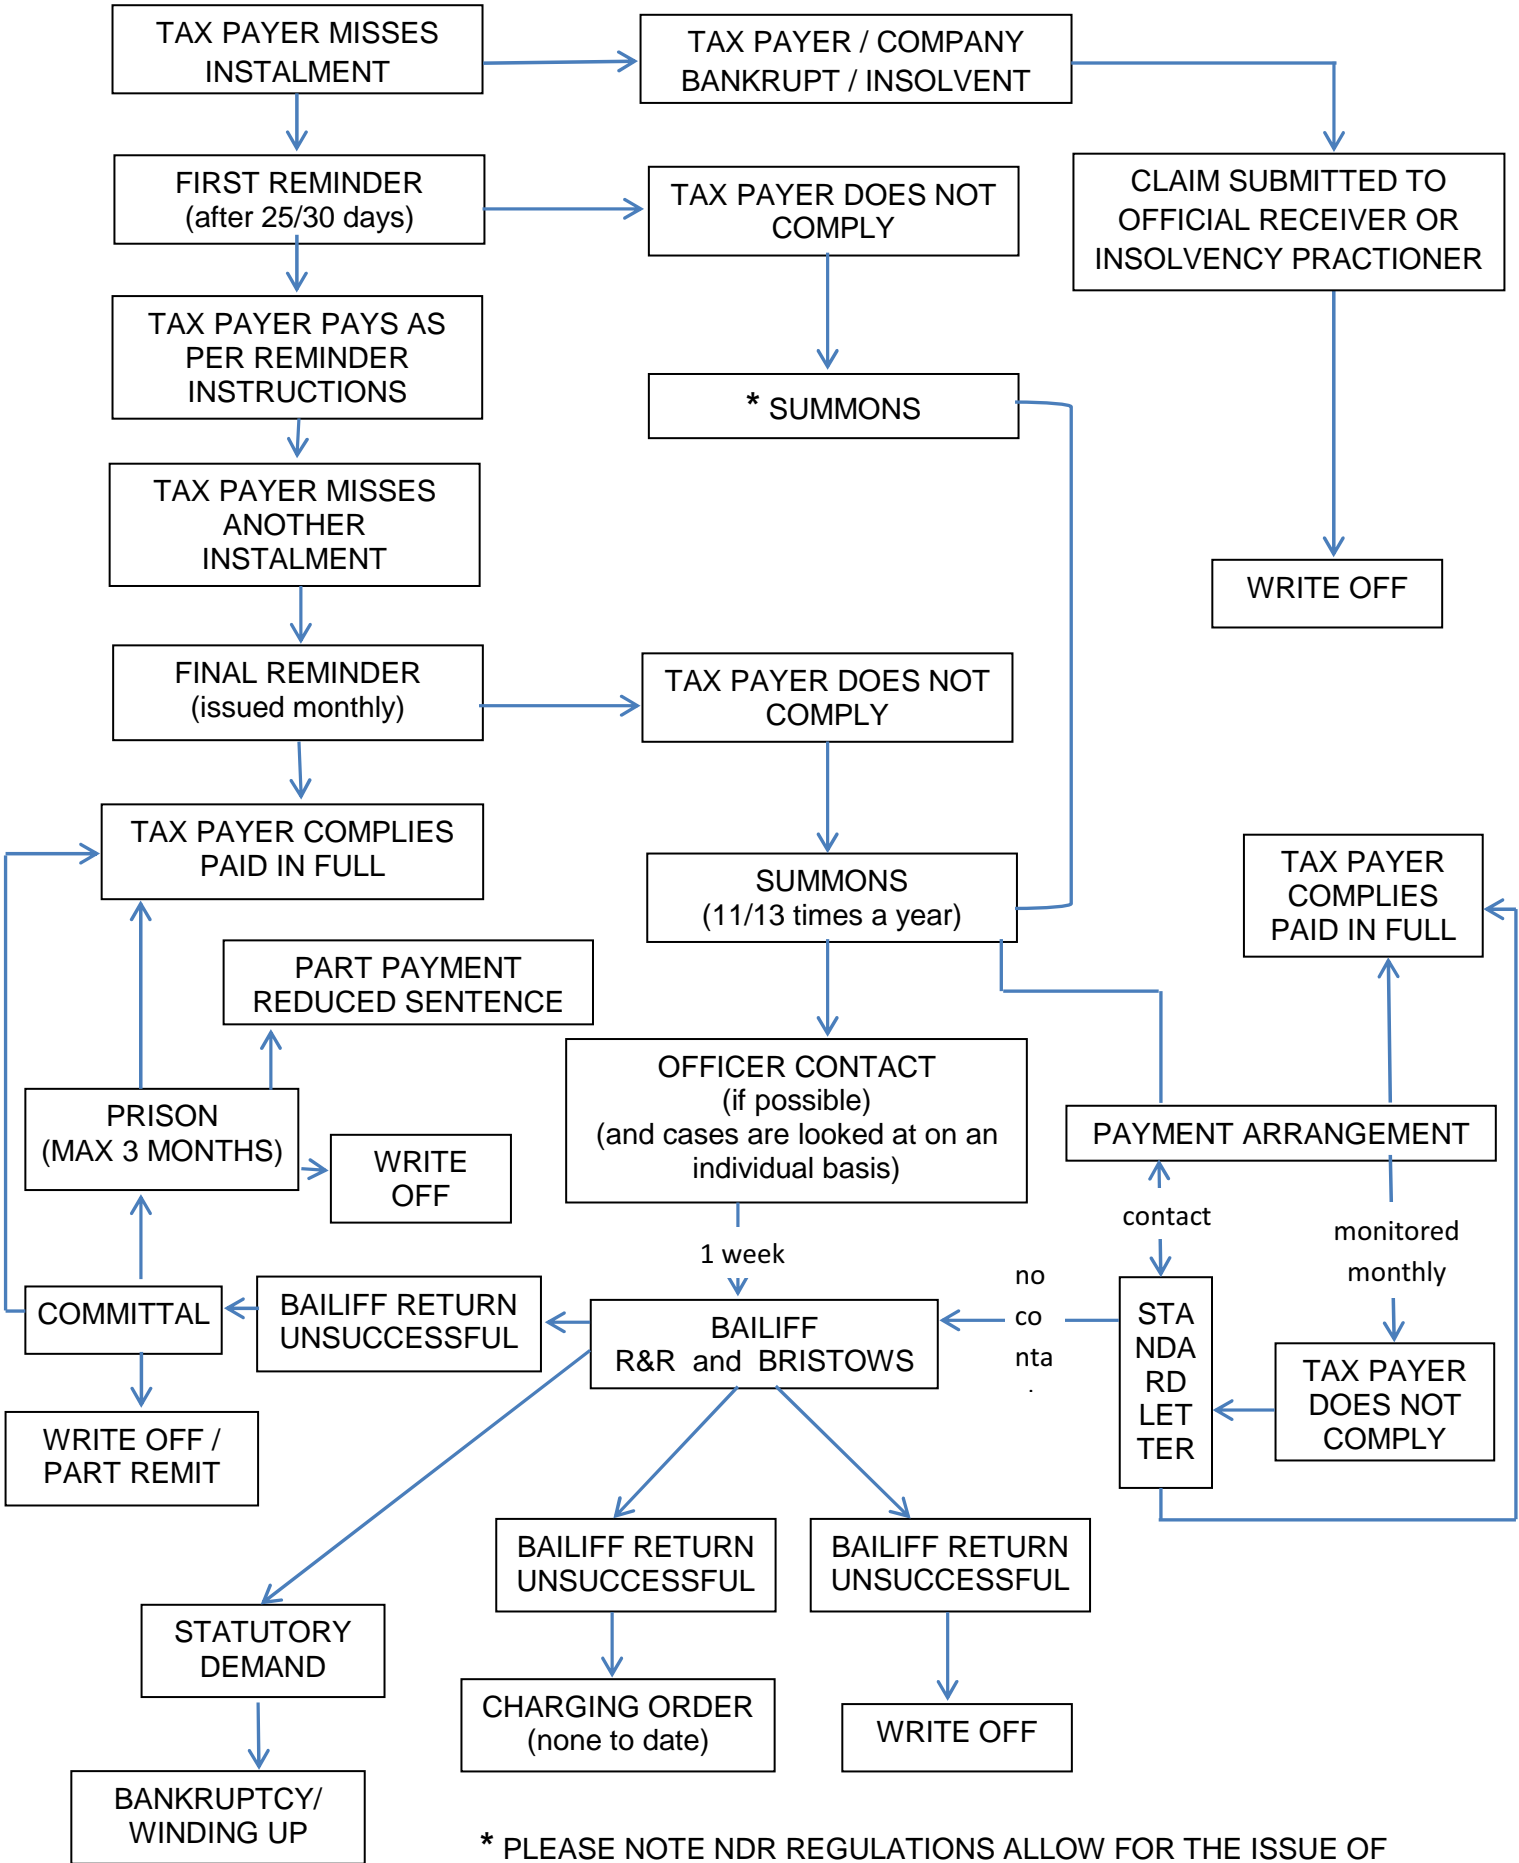 TAX PAYER MISSES
INSTALMENT
TAX PAYER / COMPANY
BANKRUPT / INSOLVENT
FIRST REMINDER
(after 25/30 days)
TAX PAYER DOES NOT
COMPLY
CLAIM SUBMITTED TO
OFFICIAL RECEIVER OR
INSOLVENCY PRACTIONER
TAX PAYER PAYS AS
PER REMINDER
INSTRUCTIONS
* SUMMONS
TAX PAYER MISSES
ANOTHER
INSTALMENT
WRITE OFF
FINAL REMINDER
(issued monthly)
TAX PAYER DOES NOT
COMPLY
TAX PAYER COMPLIES
PAID IN FULL
SUMMONS
(11/13 times a year)
TAX PAYER
COMPLIES
PAID IN FULL
PART PAYMENT
REDUCED SENTENCE
OFFICER CONTACT
(if possible)
(and cases are looked at on an
individual basis)
PRISON
(MAX 3 MONTHS)
WRITE
OFF
PAYMENT ARRANGEMENT
contact
monitored
monthly
1 week
no
co
nta
COMMITTAL
BAILIFF RETURN
UNSUCCESSFUL
BAILIFF
R&R and BRISTOWS
STA
NDA
RD
LET
TER
TAX PAYER
DOES NOT
COMPLY
WRITE OFF /
PART REMIT
BAILIFF RETURN
UNSUCCESSFUL
BAILIFF RETURN
UNSUCCESSFUL
STATUTORY
DEMAND
CHARGING ORDER
(none to date)
WRITE OFF
BANKRUPTCY/
WINDING UP
* PLEASE NOTE NDR REGULATIONS ALLOW FOR THE ISSUE OF